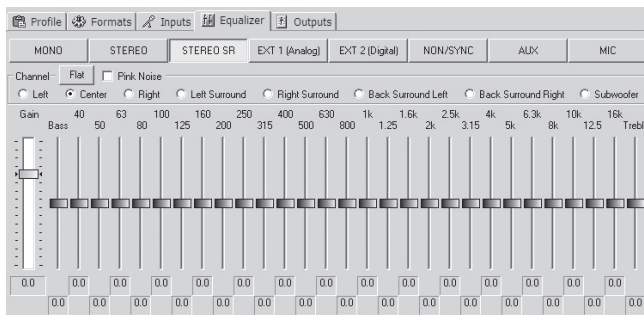 Profile Formats Inputs Equalizer Outputs
MONO STEREO STEREO SR EXT 1 (Analog) EXT 2 (Digital) NON/SYNC AUX MIC
Channel Flat Pink Noise
Left Center Right Left Surround Right Surround Back Surround Left Back Surround Right Subwoofer
Gain 40 63 100 160 250 400 630 1k 1.6k 2.5k 4k 6.3k 10k 16k
Bass 50 80 125 200 315 500 800 1.25 2k 3.15 5k 8k 12.5 Trebl
0.0 0.0 0.0 0.0 0.0 0.0 0.0 0.0 0.0 0.0 0.0 0.0 0.0 0.0 0.0
0.0 0.0 0.0 0.0 0.0 0.0 0.0 0.0 0.0 0.0 0.0 0.0 0.0 0.0 0.0